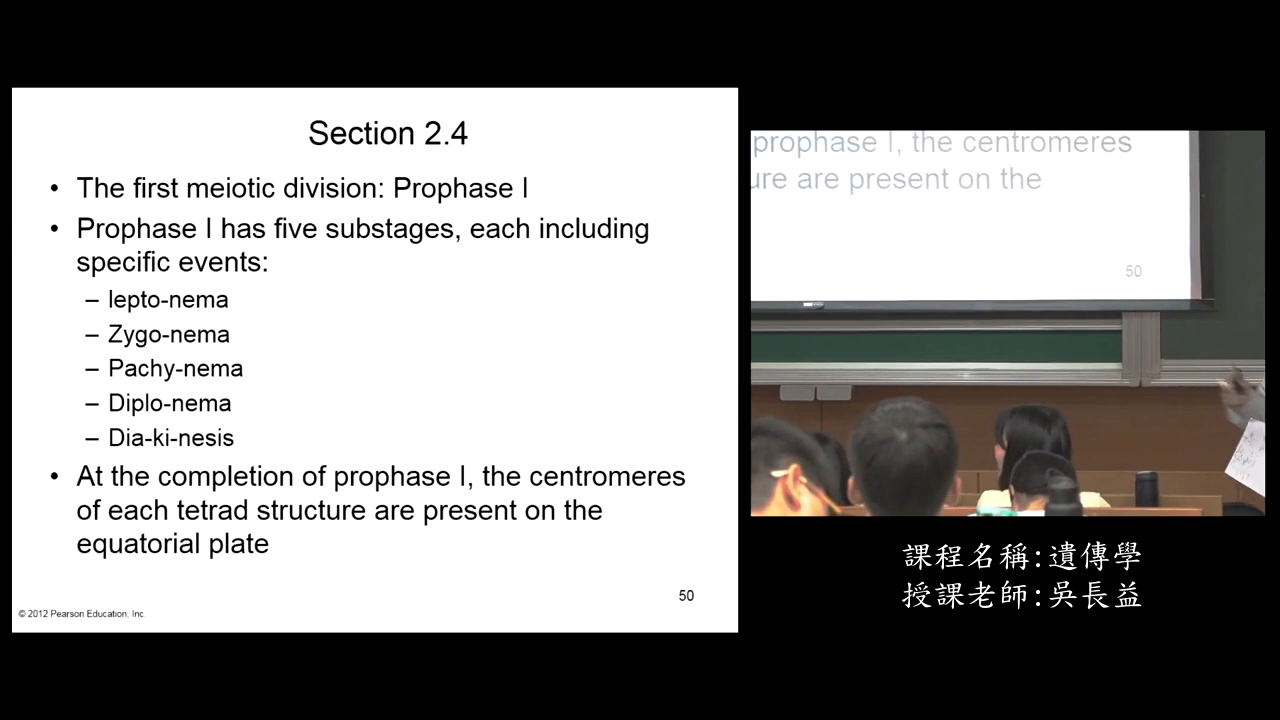 Section 2.4
• The first meiotic division: Prophase I
• Prophase I has five substages, each including
specific events:
– lepto-nema
– Zygo-nema
– Pachy-nema
– Diplo-nema
– Dia-ki-nesis
• At the completion of prophase I, the centromeres
of each tetrad structure are present on the
equatorial plate
50
© 2012 Pearson Education, Inc.
prophase I, the centromeres
ure are present on the
50
課程名稱:遺傳學
授課老師:吳長益